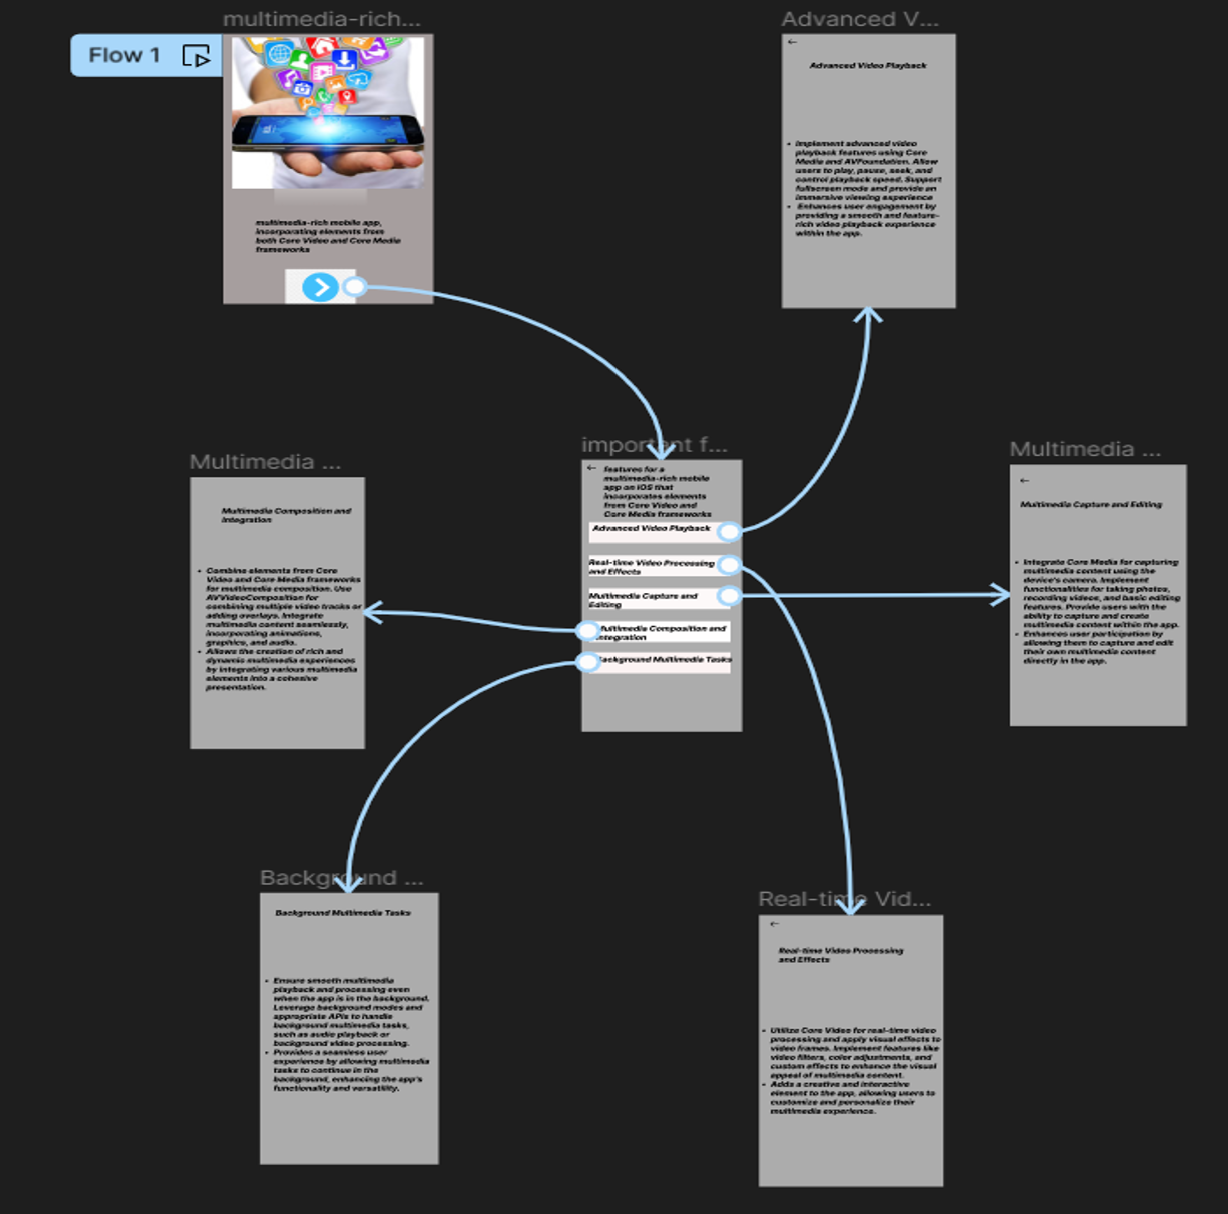 multimedia-rich...
Flow 1
multimedia-rich mobile app,
incorporating elements from
both Core Video and Core Media
frameworks
Advanced V...
←
Advanced Video Playback
• Implement advanced video
playback features using Core
Media and AVFoundation. Allow
users to play, pause, seek, and
control playback speed. Support
fullscreen mode and provide an
immersive viewing experience
• Enhances user engagement by
providing a smooth and feature-
rich video playback experience
within the app.
important f...
←
features for a
multimedia-rich mobile
app on iOS that
incorporates elements
from Core Video and
Core Media frameworks
Advanced Video Playback
Real-time Video Processing
and Effects
Multimedia Capture and
Editing
Multimedia Composition and
Integration
Background Multimedia Tasks
Multimedia ...
Multimedia Composition and
Integration
• Combine elements from Core
Video and Core Media frameworks
for multimedia composition. Use
AVVideoComposition for
combining multiple video tracks or
adding overlays. Integrate
multimedia content seamlessly,
incorporating animations,
graphics, and audio.
• Allows the creation of rich and
dynamic multimedia experiences
by integrating various multimedia
elements into a cohesive
presentation.
Multimedia ...
←
Multimedia Capture and Editing
• Integrate Core Media for capturing
multimedia content using the
device's camera. Implement
functionalities for taking photos,
recording videos, and basic editing
features. Provide users with the
ability to capture and create
multimedia content within the app.
• Enhances user participation by
allowing them to capture and edit
their own multimedia content
directly in the app.
Background ...
Background Multimedia Tasks
• Ensure smooth multimedia
playback and processing even
when the app is in the background.
Leverage background modes and
appropriate APIs to handle
background multimedia tasks,
such as audio playback or
background video processing.
• Provides a seamless user
experience by allowing multimedia
tasks to continue in the
background, enhancing the app's
functionality and versatility.
Real-time Vid...
←
Real-time Video Processing
and Effects
• Utilize Core Video for real-time video
processing and apply visual effects to
video frames. Implement features like
video filters, color adjustments, and
custom effects to enhance the visual
appeal of multimedia content.
• Adds a creative and interactive
element to the app, allowing users to
customize and personalize their
multimedia experience.